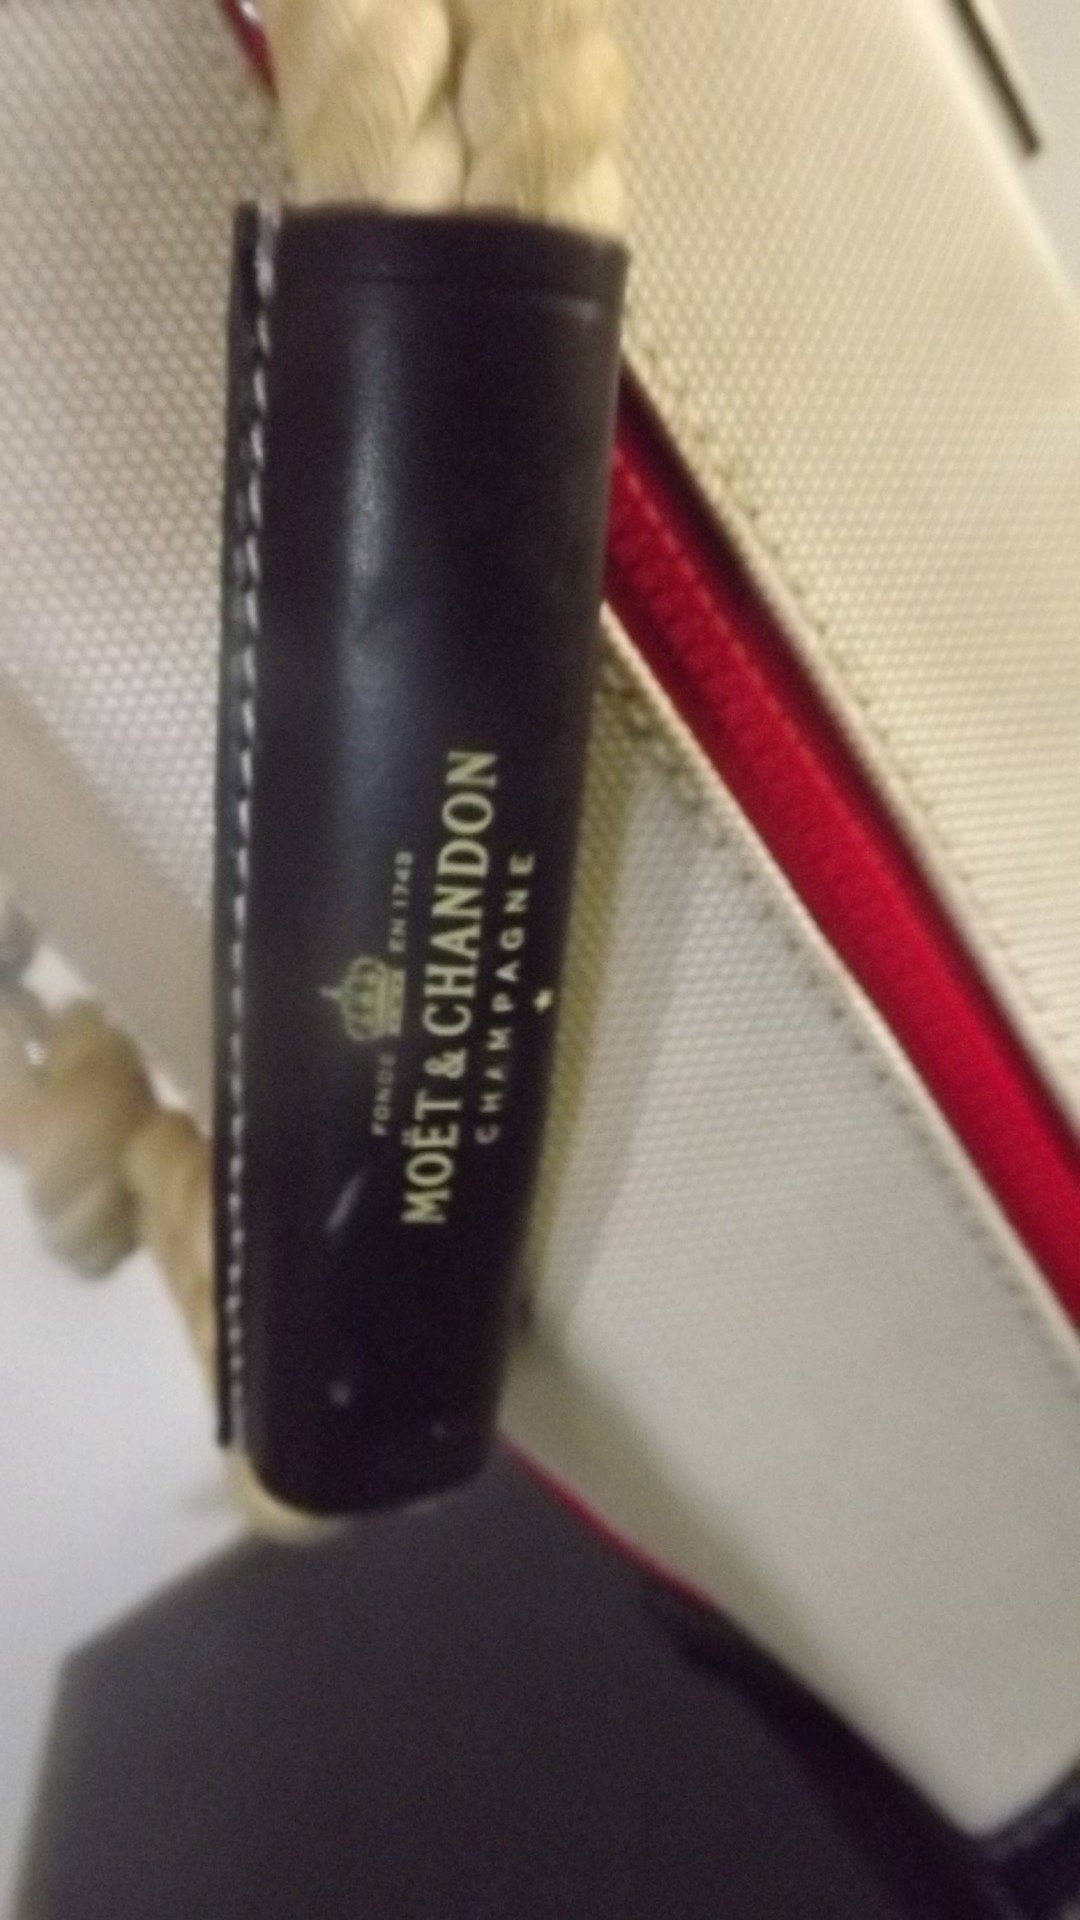 FONDÉ EN 1743
MOËT & CHANDON
CHAMPAGNE